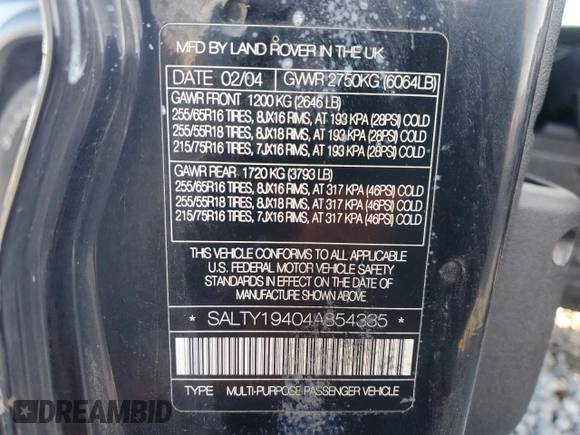 MFD BY LAND ROVER IN THE UK
DATE 02/04 GVWR 2750KG (6064LB)
GAWR FRONT 1200 KG (2646 LB)
255/65R16 TIRES, 8JX16 RIMS, AT 193 KPA (28PSI) COLD
255/55R18 TIRES, 8JX18 RIMS, AT 193 KPA (28PSI) COLD
215/75R16 TIRES, 7JX16 RIMS, AT 193 KPA (28PSI) COLD
GAWR REAR 1720 KG (3793 LB)
255/65R16 TIRES, 8JX16 RIMS, AT 317 KPA (46PSI) COLD
255/55R18 TIRES, 8JX18 RIMS, AT 317 KPA (46PSI) COLD
215/75R16 TIRES, 7JX16 RIMS, AT 317 KPA (46PSI) COLD
THIS VEHICLE CONFORMS TO ALL APPLICABLE
U.S. FEDERAL MOTOR VEHICLE SAFETY
STANDARDS IN EFFECT ON THE DATE OF
MANUFACTURE SHOWN ABOVE.
* SALTY19404A854335 *
TYPE MULTI-PURPOSE PASSENGER VEHICLE
DREAMBID